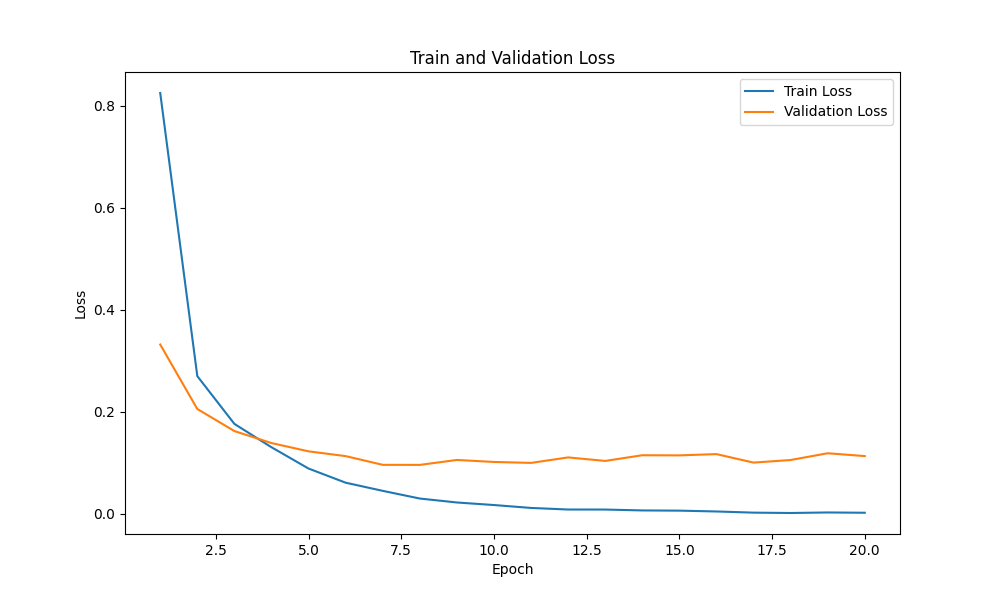 Train and Validation Loss
Train Loss
Validation Loss
0.8
0.6
0.4
0.2
0.0
Loss
2.5
5.0
7.5
10.0
12.5
15.0
17.5
20.0
Epoch